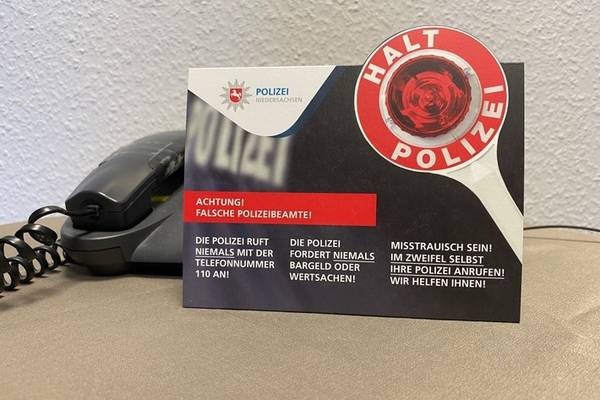 HALT
POLIZEI
POLIZEI
NIEDERSACHSEN
POLIZEI
ACHTUNG!
FALSCHE POLIZEIBEAMTE!
DIE POLIZEI RUFT
NIEMALS MIT DER
TELEFONNUMMER
110 AN!
DIE POLIZEI
FORDERT NIEMALS
BARGELD ODER
WERTSACHEN!
MISSTRAUISCH SEIN!
IM ZWEIFEL SELBST
IHRE POLIZEI ANRUFEN!
WIR HELFEN IHNEN!